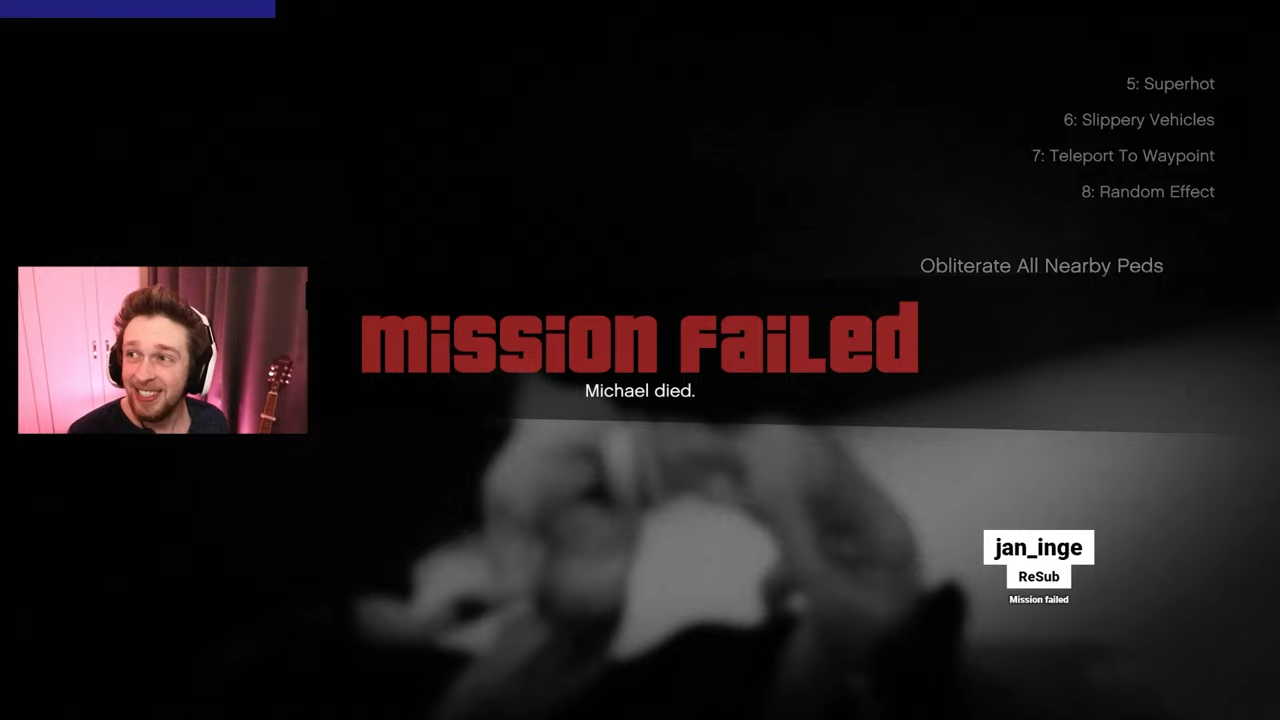 5: Superhot
6: Slippery Vehicles
7: Teleport To Waypoint
8: Random Effect
Obliterate All Nearby Peds
mission failed
Michael died.
jan_inge
ReSub
Mission failed